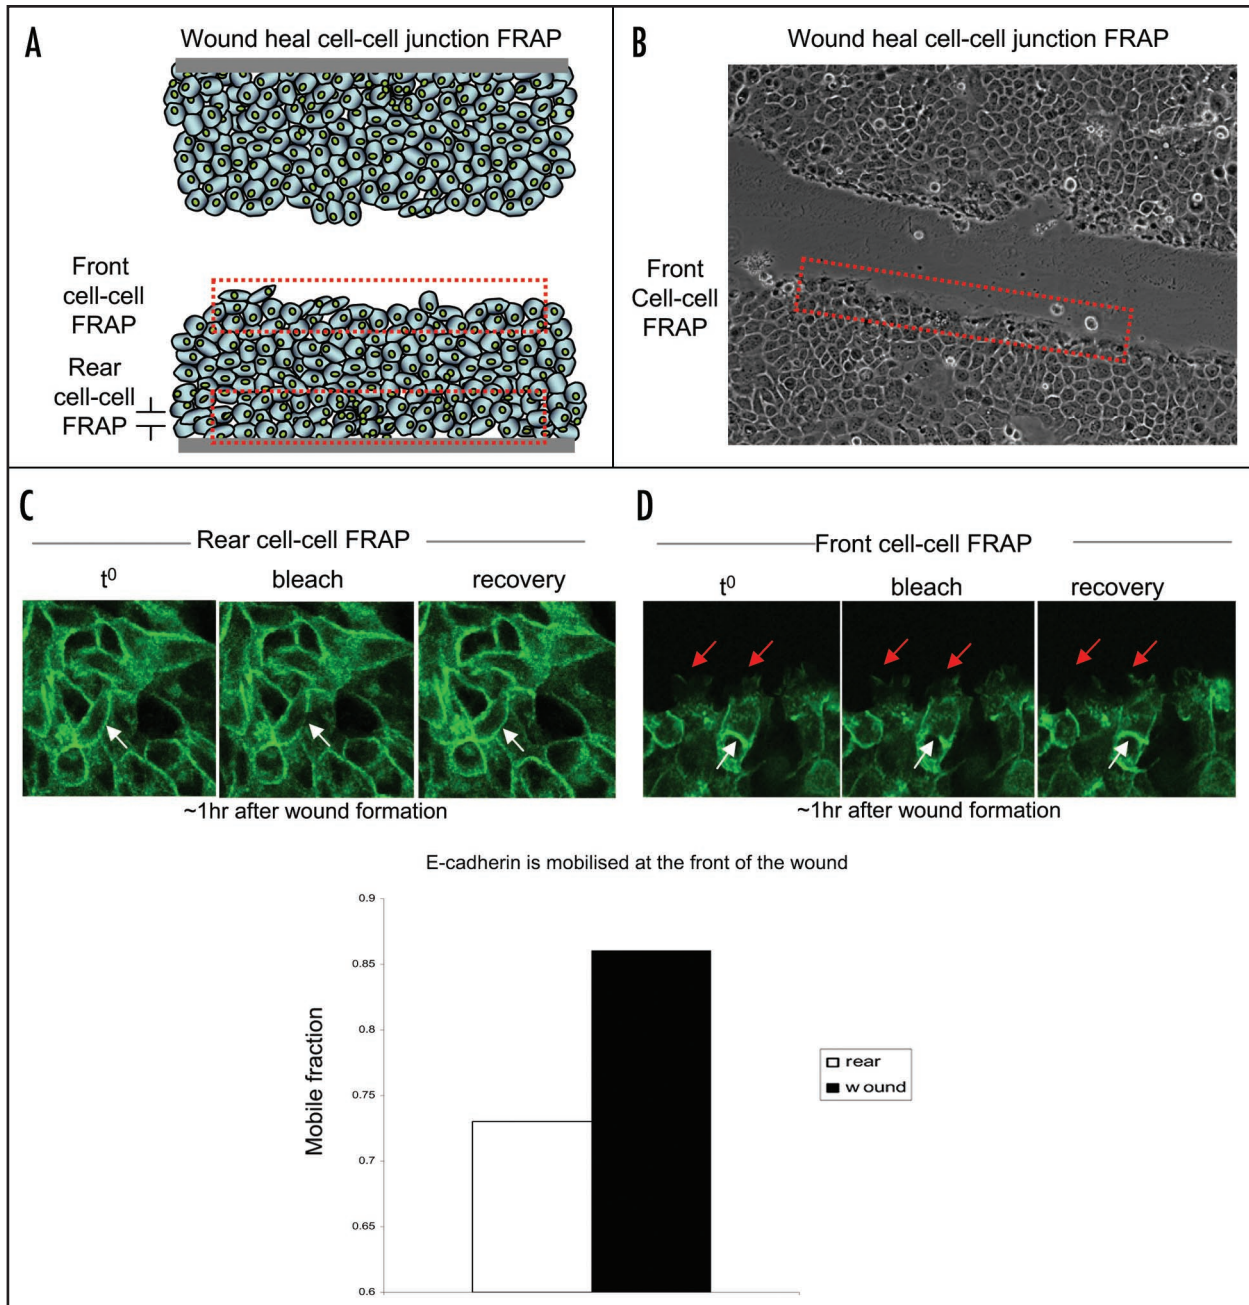 A
Wound heal cell-cell junction FRAP
Front
cell-cell
FRAP
Rear
cell-cell
FRAP
B
Wound heal cell-cell junction FRAP
Front
Cell-cell
FRAP
C
Rear cell-cell FRAP
t⁰ bleach recovery
~1hr after wound formation
D
Front cell-cell FRAP
t⁰ bleach recovery
~1hr after wound formation
E-cadherin is mobilised at the front of the wound
Mobile fraction
0.9
0.85
0.8
0.75
0.7
0.65
0.6
rear
wound